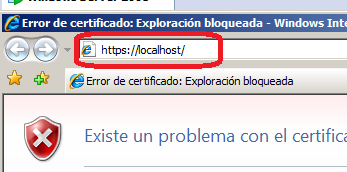 Error de certificado: Exploración bloqueada - Windows Inte
https://localhost/
Error de certificado: Exploración bloqueada
Existe un problema con el certifica